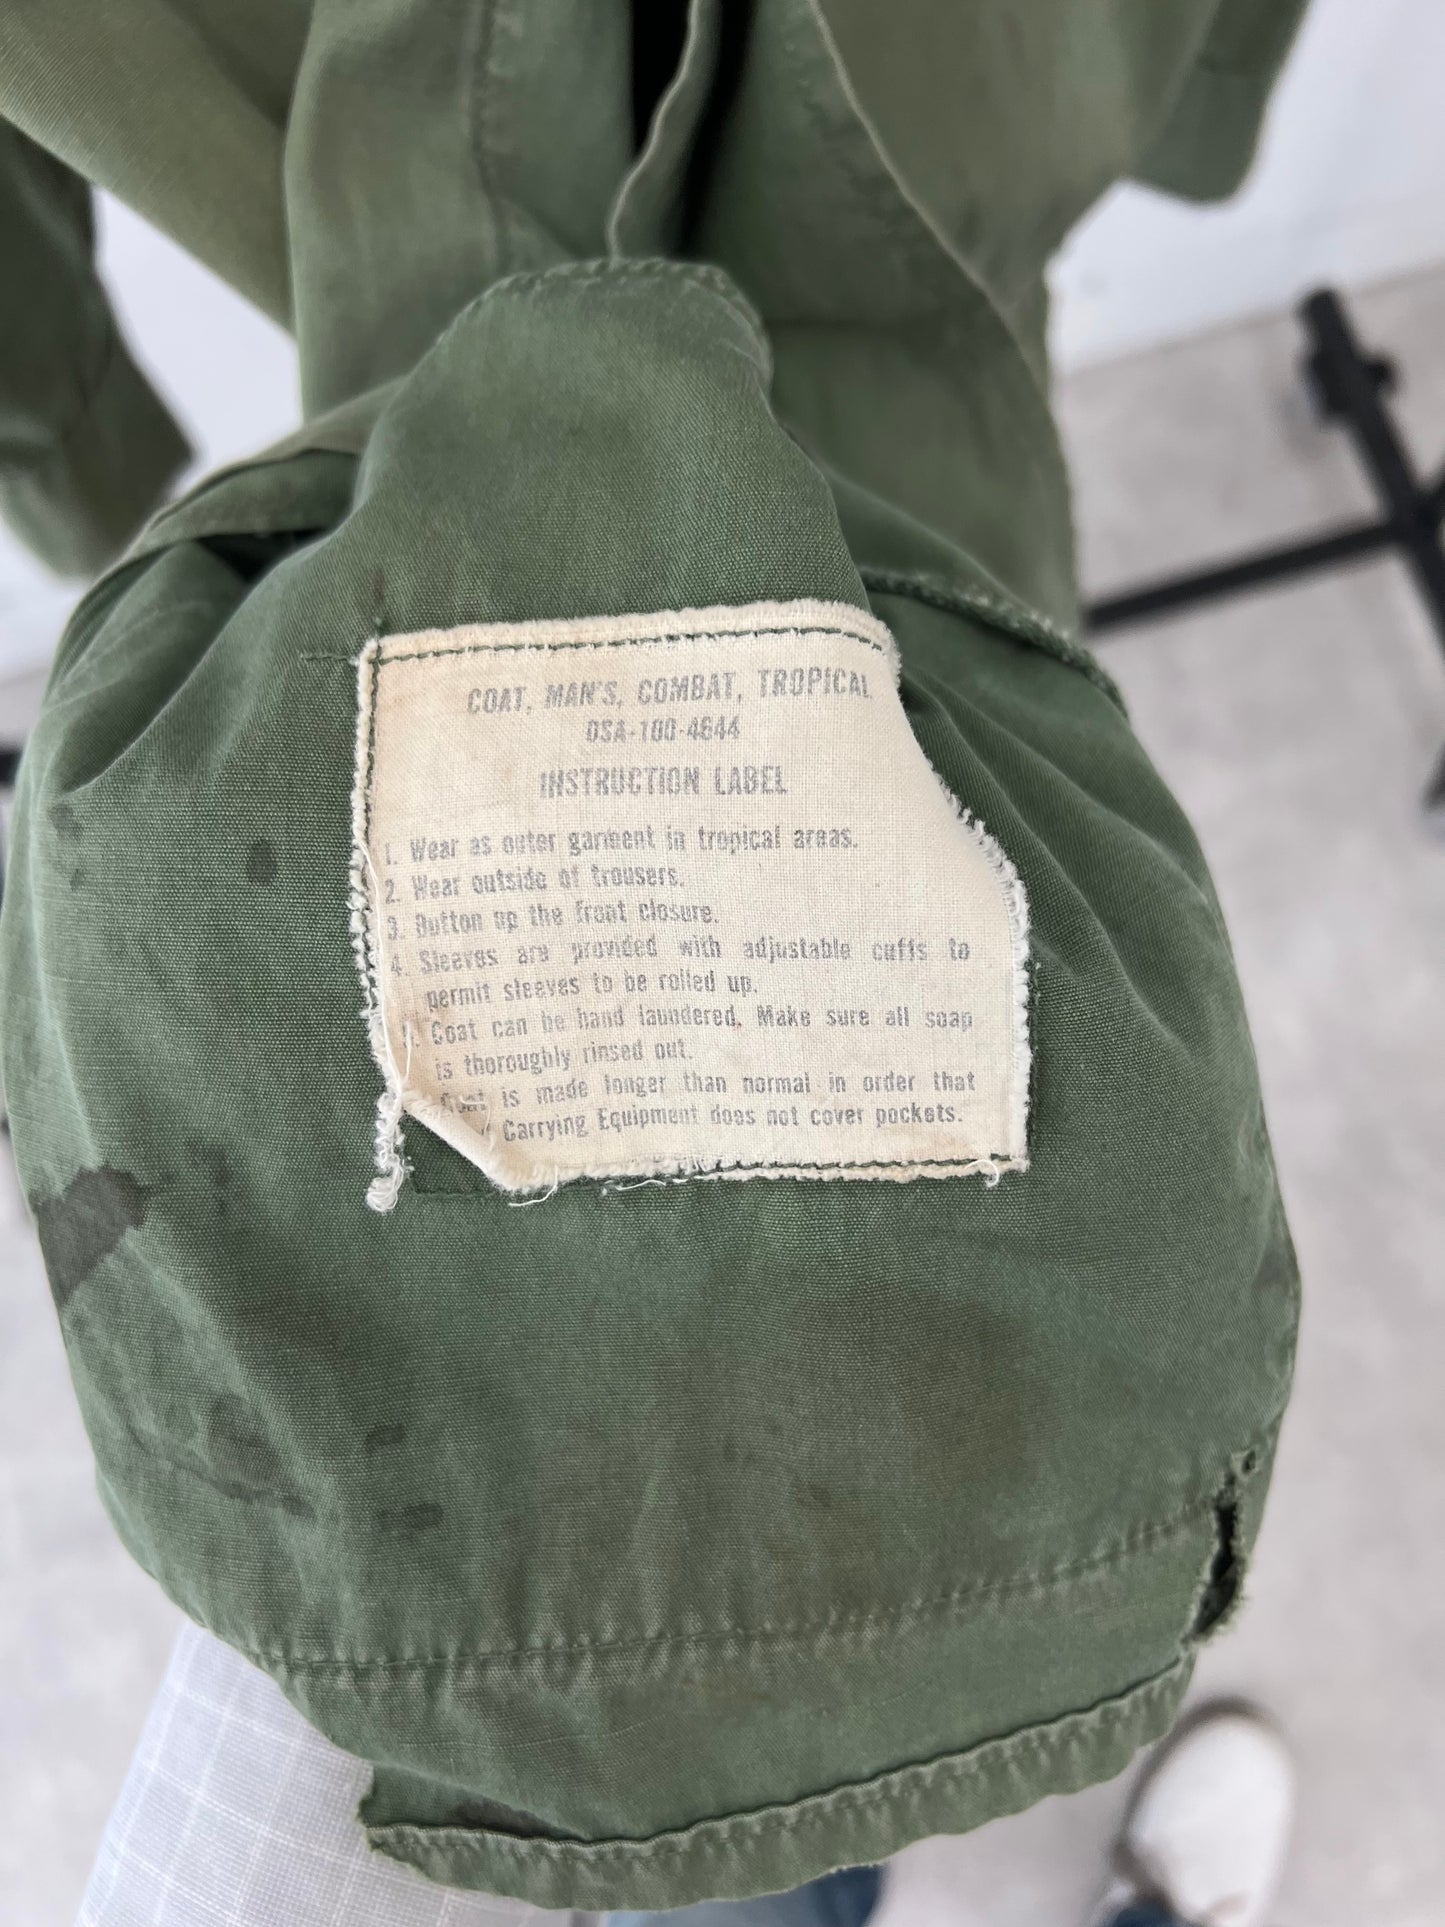 COAT, MAN'S, COMBAT, TROPICAL
DSA-100-4644
INSTRUCTION LABEL
1. Wear as outer garment in tropical areas.
2. Wear outside of trousers.
3. Button up the front closure.
4. Sleeves are provided with adjustable cuffs to
permit sleeves to be rolled up.
Coat can be hand laundered. Make sure all soap
is thoroughly rinsed out.
Coat is made longer than normal in order that
Carrying Equipment does not cover pockets.